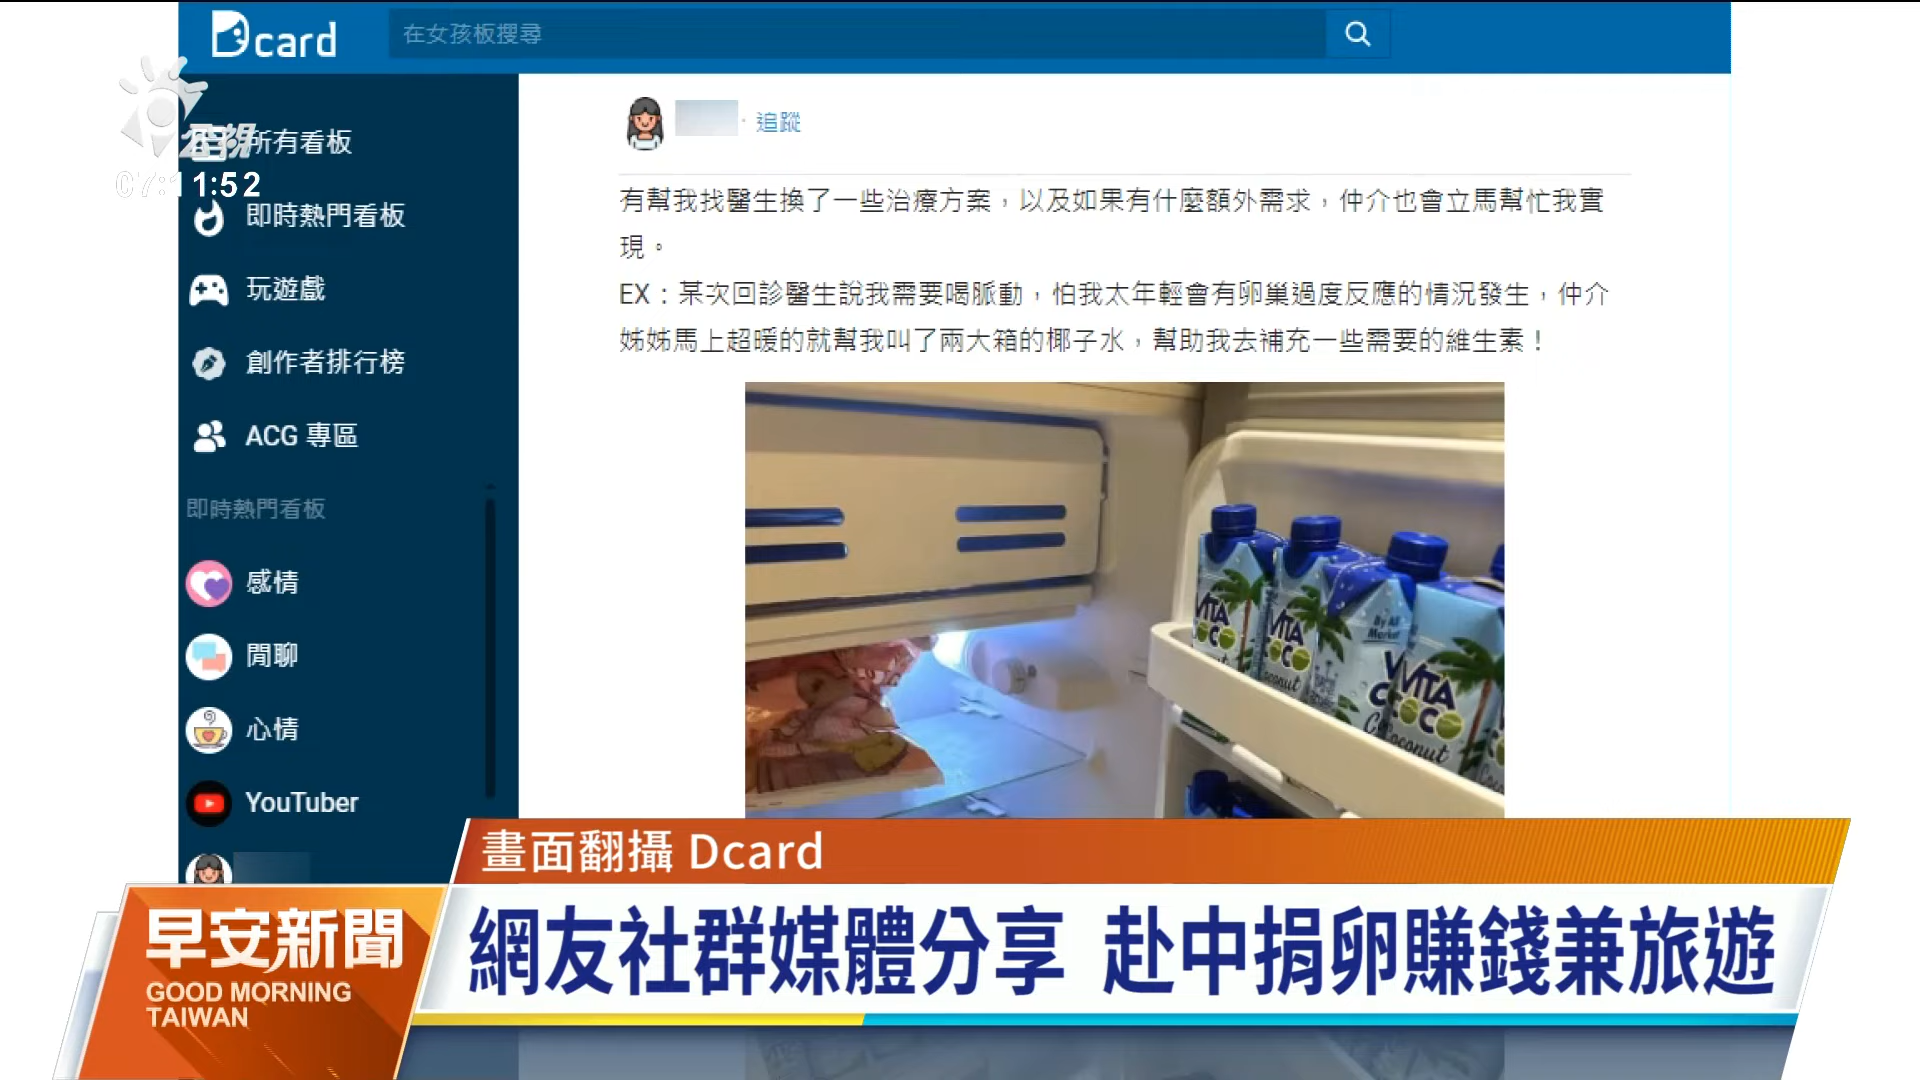 Dcard
在女孩板搜尋
公視
1:52
所有看板
即時熱門看板
玩遊戲
創作者排行榜
ACG 專區
即時熱門看板
感情
閒聊
心情
YouTuber
· 追蹤
有幫我找醫生換了一些治療方案，以及如果有什麼額外需求，仲介也會立馬幫忙我實
現。
EX：某次回診醫生說我需要喝脈動，怕我太年輕會有卵巢過度反應的情況發生，仲介
姊姊馬上超暖的就幫我叫了兩大箱的椰子水，幫助我去補充一些需要的維生素！
VITA
COCO
Coconut
畫面翻攝 Dcard
網友社群媒體分享 赴中捐卵賺錢兼旅遊
早安新聞
GOOD MORNING
TAIWAN